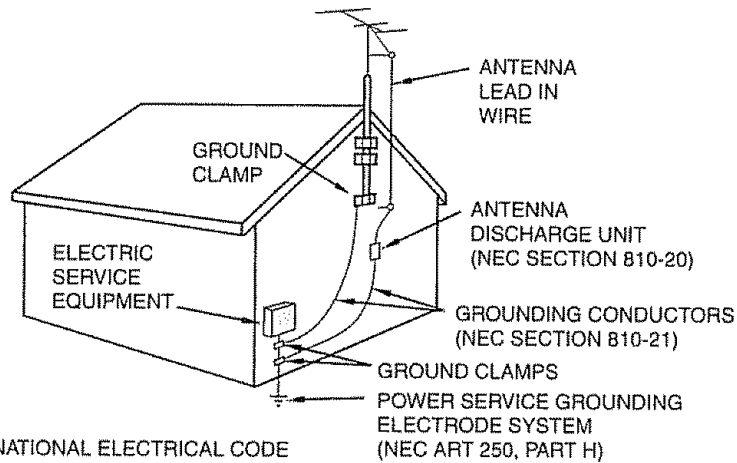 ANTENNA
LEAD IN
WIRE
GROUND
CLAMP
ANTENNA
DISCHARGE UNIT
(NEC SECTION 810-20)
ELECTRIC
SERVICE
EQUIPMENT
GROUNDING CONDUCTORS
(NEC SECTION 810-21)
GROUND CLAMPS
POWER SERVICE GROUNDING
ELECTRODE SYSTEM
(NEC ART 250, PART H)
NATIONAL ELECTRICAL CODE